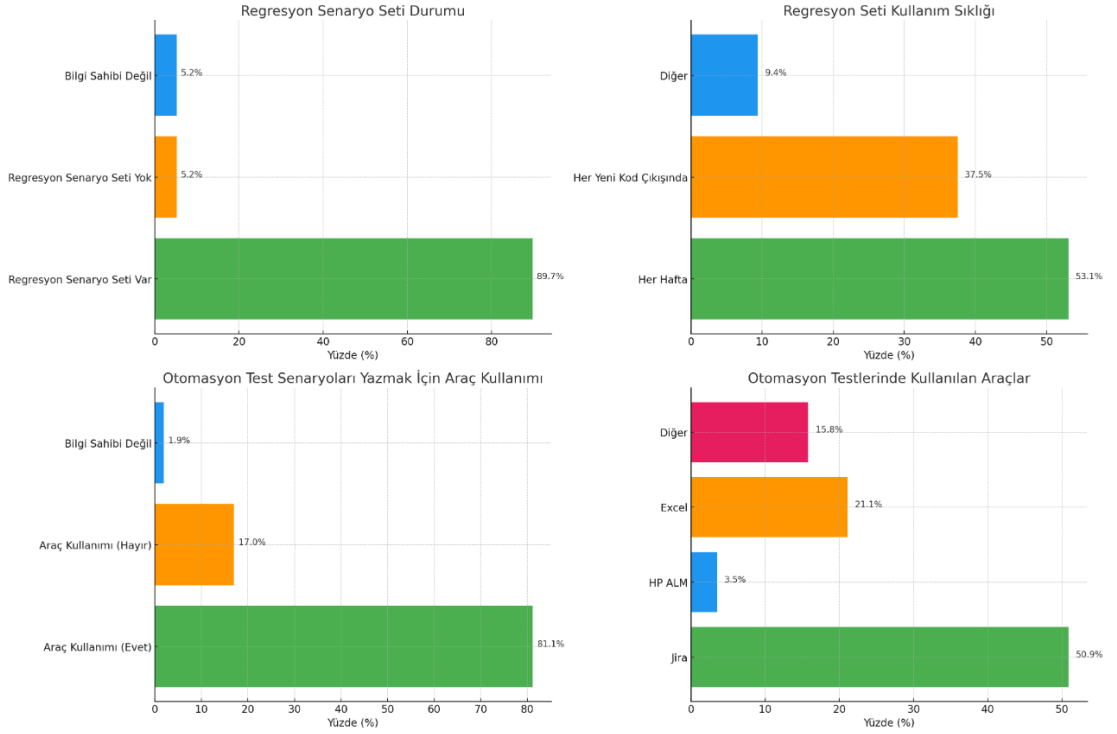 Regresyon Senaryo Seti Durumu
Bilgi Sahibi Değil
5.2%
Regresyon Senaryo Seti Yok
5.2%
Regresyon Senaryo Seti Var
89.7%
0 20 40 60 80
Yüzde (%)
Regresyon Seti Kullanım Sıklığı
Diğer
9.4%
Her Yeni Kod Çıkışında
37.5%
Her Hafta
53.1%
0 10 20 30 40 50
Yüzde (%)
Otomasyon Test Senaryoları Yazmak İçin Araç Kullanımı
Bilgi Sahibi Değil
1.9%
Araç Kullanımı (Hayır)
17.0%
Araç Kullanımı (Evet)
81.1%
0 10 20 30 40 50 60 70 80
Yüzde (%)
Otomasyon Testlerinde Kullanılan Araçlar
Diğer
15.8%
Excel
21.1%
HP ALM
3.5%
Jira
50.9%
0 10 20 30 40 50
Yüzde (%)